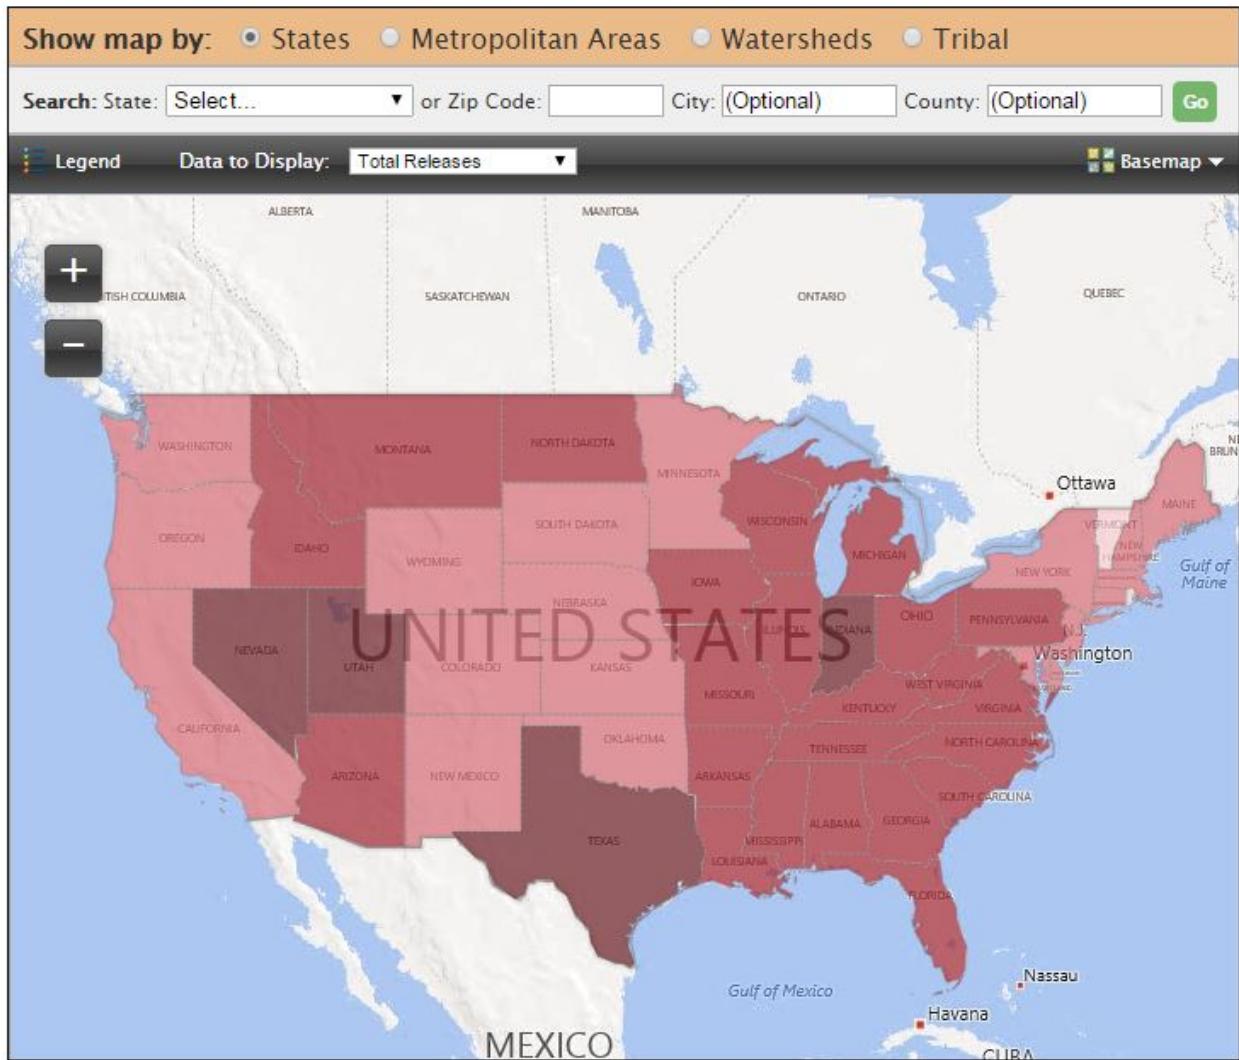 Show map by: States Metropolitan Areas Watersheds Tribal
Search: State: Select... or Zip Code: City: (Optional) County: (Optional) Go
Legend Data to Display: Total Releases Basemap
ALBERTA MANITOBA
+
TISH COLUMBIA SASKATCHEWAN ONTARIO QUEBEC
−
WASHINGTON MONTANA NORTH DAKOTA
MINNESOTA
Ottawa
MAINE
OREGON IDAHO SOUTH DAKOTA WISCONSIN MICHIGAN VERMONT
NEW
HAMPSHIRE
WYOMING IOWA NEW YORK
Gulf of
Maine
NEBRASKA
UNITED STATES
NEVADA UTAH COLORADO KANSAS ILLINOIS INDIANA OHIO PENNSYLVANIA
N.J.
Washington
MISSOURI KENTUCKY WEST VIRGINIA VIRGINIA
CALIFORNIA OKLAHOMA TENNESSEE NORTH CAROLINA
ARIZONA NEW MEXICO ARKANSAS SOUTH CAROLINA
TEXAS MISSISSIPPI ALABAMA GEORGIA
LOUISIANA
FLORIDA
Gulf of Mexico
Nassau
Havana
MEXICO
CUBA